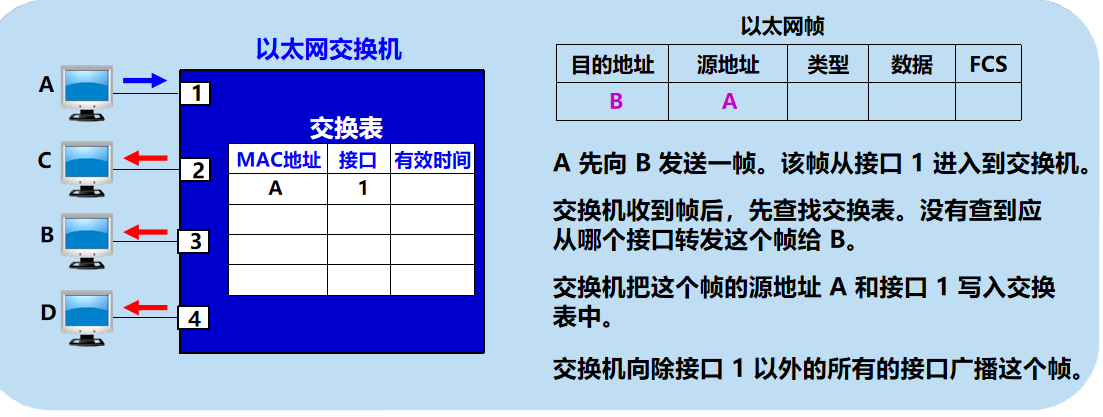 以太网交换机
A
1
C
2
B
3
D
4
交换表
MAC地址 接口 有效时间
A 1
以太网帧
目的地址 源地址 类型 数据 FCS
B A
A 先向 B 发送一帧。该帧从接口 1 进入到交换机。
交换机收到帧后，先查找交换表。没有查到应
从哪个接口转发这个帧给 B。
交换机把这个帧的源地址 A 和接口 1 写入交换
表中。
交换机向除接口 1 以外的所有的接口广播这个帧。